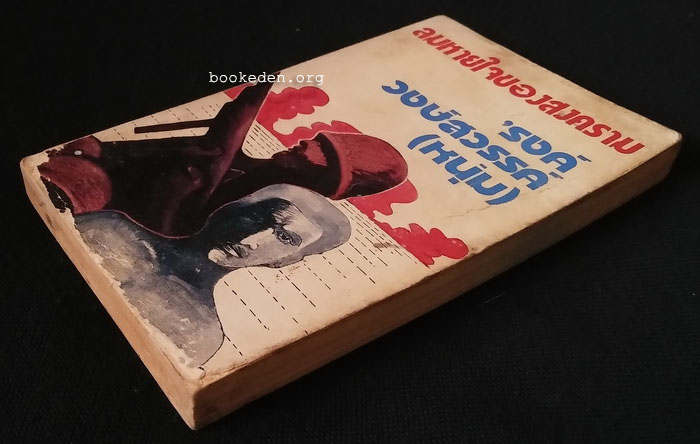 bookeden.org
ลมหายใจของสงคราม
'รงค์
วงษ์สวรรค์
(หนุ่ม)